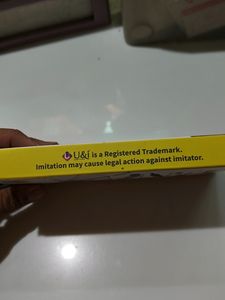 U&i is a Registered Trademark.
Imitation may cause legal action against imitator.